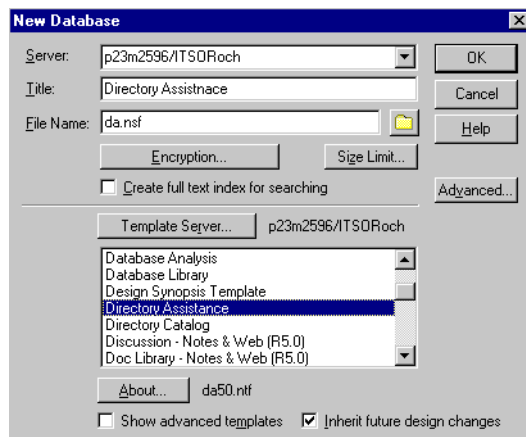 New Database
Server: p23m2596/ITSORoch OK
Title: Directory Assistnace Cancel
File Name: da.nsf Help
Encryption... Size Limit...
Create full text index for searching Advanced...
Template Server... p23m2596/ITSORoch
Database Analysis
Database Library
Design Synopsis Template
Directory Assistance
Directory Catalog
Discussion - Notes & Web (R5.0)
Doc Library - Notes & Web (R5.0)
About... da50.ntf
Show advanced templates Inherit future design changes